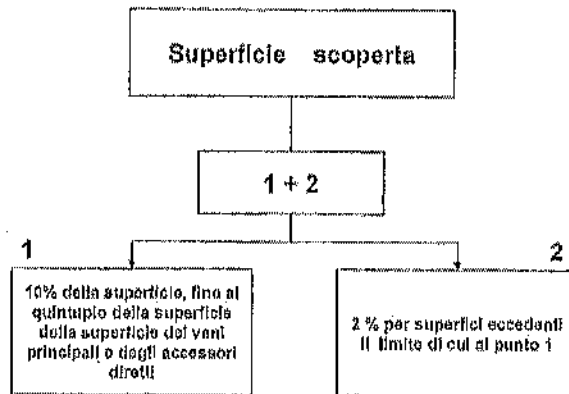 Superficie scoperta
1 + 2
1
10% della superficie, fino al
quintuplo della superficie
della superficie dei vani
principali o degli accessori
diretti
2
2 % per superfici eccedenti
il limite di cui al punto 1